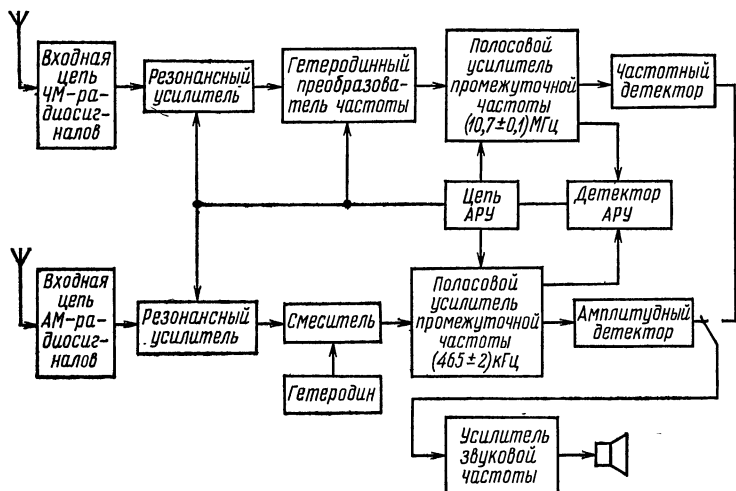 Входная
цепь
ЧМ-ра-
диосиг-
налов
Резонансный
усилитель
Гетеродинный
преобразова-
тель частоты
Полосовой
усилитель
промежуточной
частоты
(10,7±0,1)МГц
Частотный
детектор
Цепь
АРУ
Детектор
АРУ
Входная
цепь
АМ-ра-
диосиг-
налов
Резонансный
усилитель
Смеситель
Гетеродин
Полосовой
усилитель
промежуточной
частоты
(465±2)кГц
Амплитудный
детектор
Усилитель
звуковой
частоты